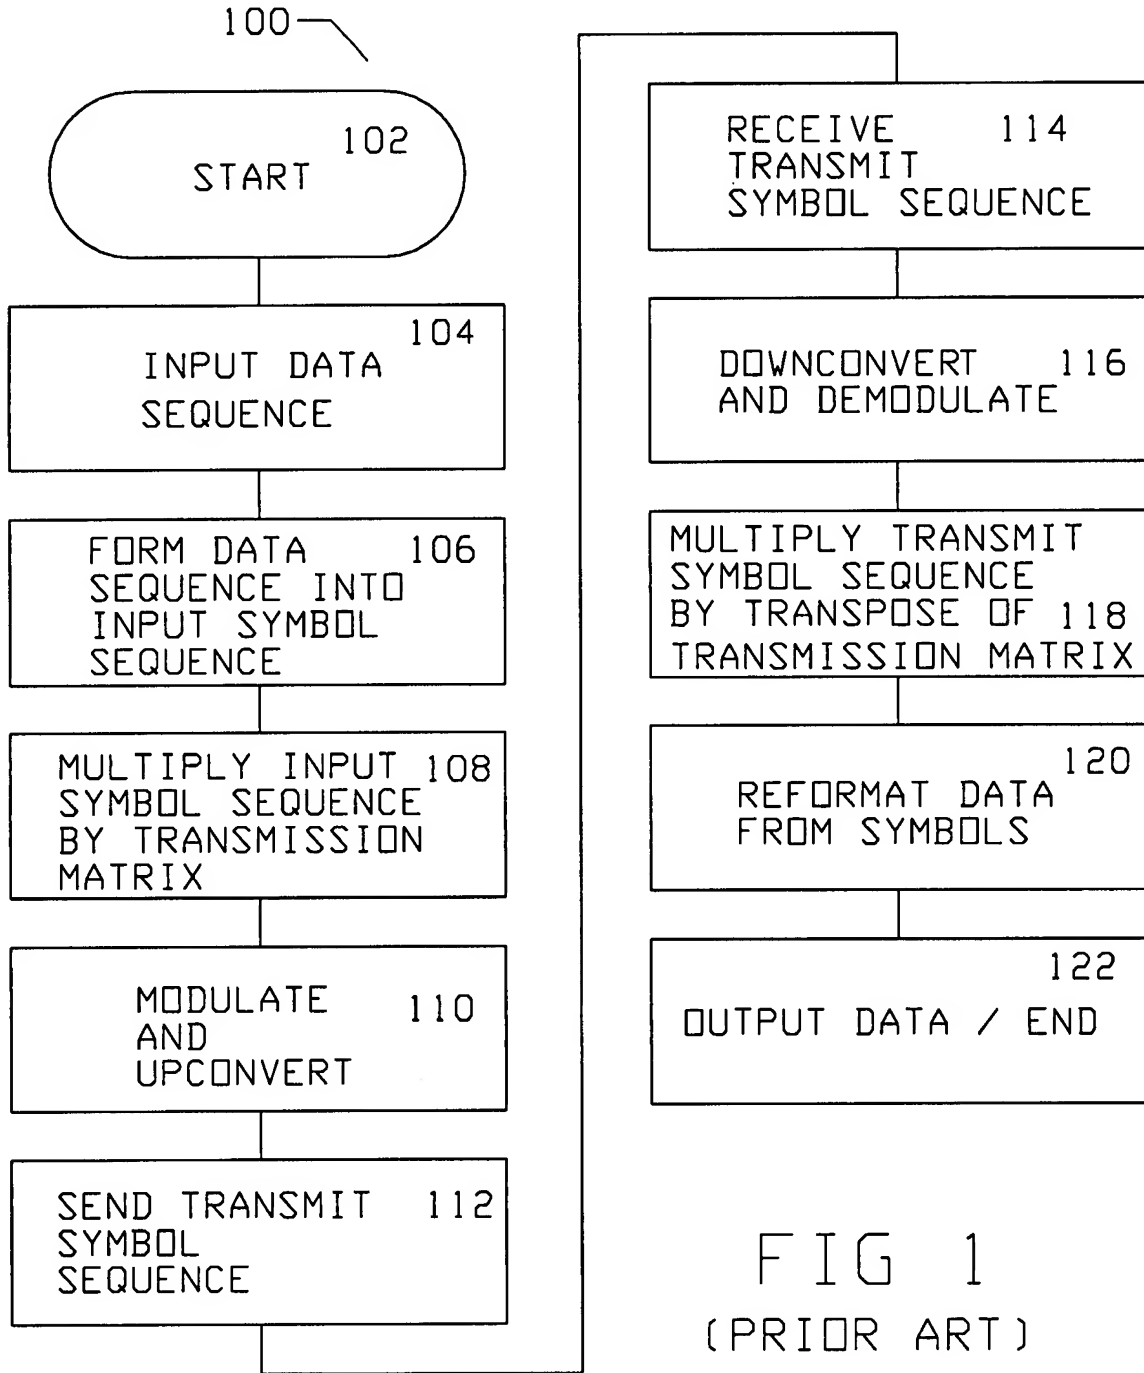 100
102
START
104
INPUT DATA
SEQUENCE
FORM DATA 106
SEQUENCE INTO
INPUT SYMBOL
SEQUENCE
MULTIPLY INPUT 108
SYMBOL SEQUENCE
BY TRANSMISSION
MATRIX
MODULATE 110
AND
UPCONVERT
SEND TRANSMIT 112
SYMBOL
SEQUENCE
RECEIVE 114
TRANSMIT
SYMBOL SEQUENCE
DOWNCONVERT 116
AND DEMODULATE
MULTIPLY TRANSMIT
SYMBOL SEQUENCE
BY TRANSPOSE OF 118
TRANSMISSION MATRIX
120
REFORMAT DATA
FROM SYMBOLS
122
OUTPUT DATA / END
FIG 1
(PRIOR ART)